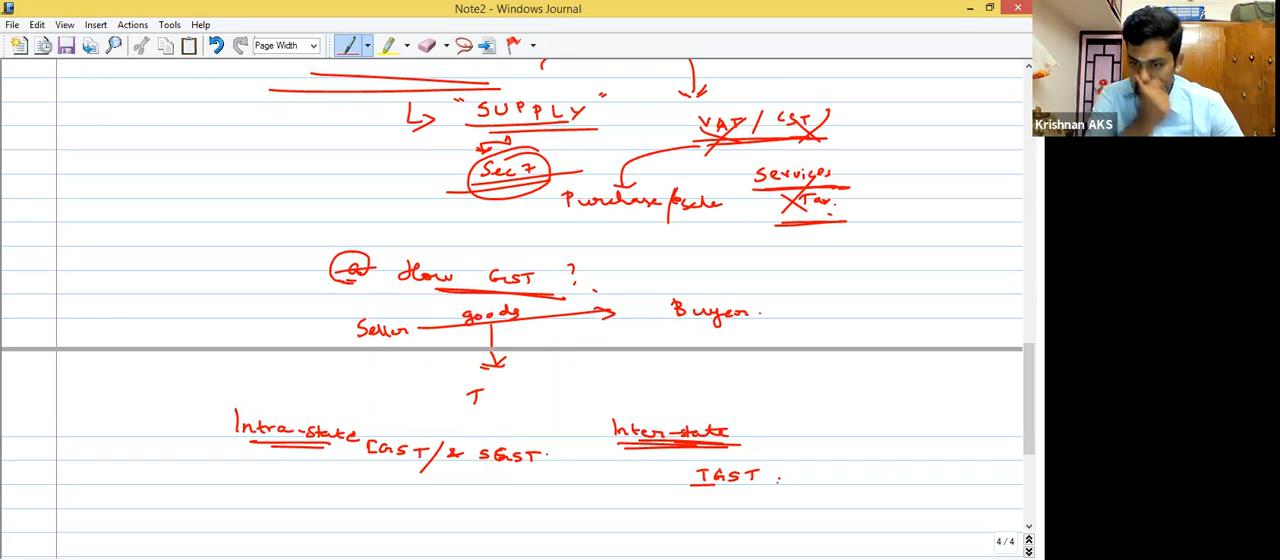 Note2 - Windows Journal
File Edit View Insert Actions Tools Help
Page Width
Krishnan AKS
"SUPPLY"
VAT / CST
Sec 7
Services
Tax.
Purchase / Sale
Q How GST ?
Seller goods Buyer.
T
Intra-state CGST/& SGST.
Inter-state
IGST.
4/4